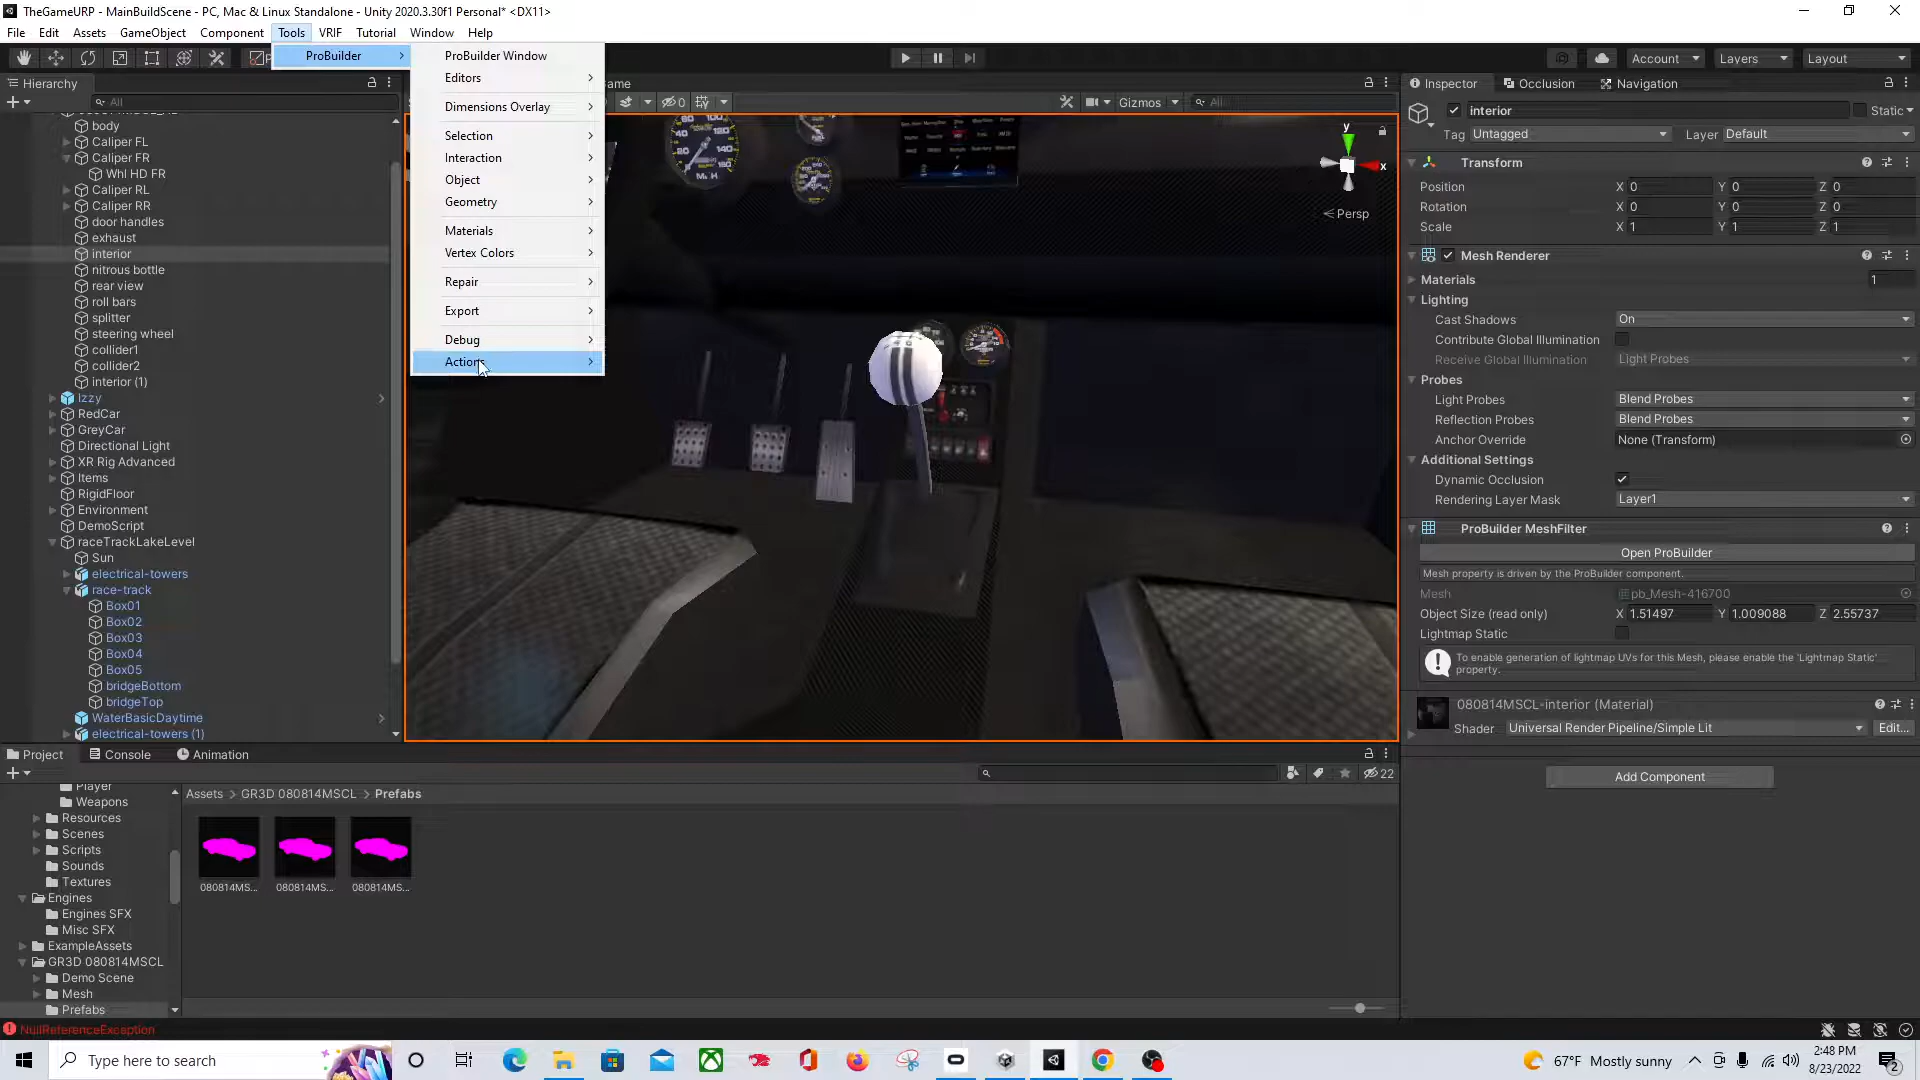 TheGameURP - MainBuildScene - PC, Mac & Linux Standalone - Unity 2020.3.30f1 Personal* <DX11>
File Edit Assets GameObject Component Tools VRIF Tutorial Window Help
ProBuilder
ProBuilder Window
Editors
Dimensions Overlay
Selection
Interaction
Object
Geometry
Materials
Vertex Colors
Repair
Export
Debug
Actions
Account Layers Layout
Hierarchy
All
body
Caliper FL
Caliper FR
Whl HD FR
Caliper RL
Caliper RR
door handles
exhaust
interior
nitrous bottle
rear view
roll bars
splitter
steering wheel
collider1
collider2
interior (1)
Izzy
RedCar
GreyCar
Directional Light
XR Rig Advanced
Items
RigidFloor
Environment
DemoScript
raceTrackLakeLevel
Sun
electrical-towers
race-track
Box01
Box02
Box03
Box04
Box05
bridgeBottom
bridgeTop
WaterBasicDaytime
electrical-towers (1)
ame
0 Gizmos All
y
x
Persp
Inspector Occlusion Navigation
interior Static
Tag Untagged Layer Default
Transform
Position X 0 Y 0 Z 0
Rotation X 0 Y 0 Z 0
Scale X 1 Y 1 Z 1
Mesh Renderer
Materials 1
Lighting
Cast Shadows On
Contribute Global Illumination
Receive Global Illumination Light Probes
Probes
Light Probes Blend Probes
Reflection Probes Blend Probes
Anchor Override None (Transform)
Additional Settings
Dynamic Occlusion
Rendering Layer Mask Layer1
ProBuilder MeshFilter
Open ProBuilder
Mesh property is driven by the ProBuilder component.
Mesh pb_Mesh-416700
Object Size (read only) X 1.51497 Y 1.009088 Z 2.55737
Lightmap Static
To enable generation of lightmap UVs for this Mesh, please enable the 'Lightmap Static'
property.
080814MSCL-interior (Material)
Shader Universal Render Pipeline/Simple Lit Edit...
Add Component
Project Console Animation
22
Player
Weapons
Resources
Scenes
Scripts
Sounds
Textures
Engines
Engines SFX
Misc SFX
ExampleAssets
GR3D 080814MSCL
Demo Scene
Mesh
Prefabs
Assets > GR3D 080814MSCL > Prefabs
080814MS... 080814MS... 080814MS...
NullReferenceException
Type here to search
67°F Mostly sunny
2:48 PM
8/23/2022
2